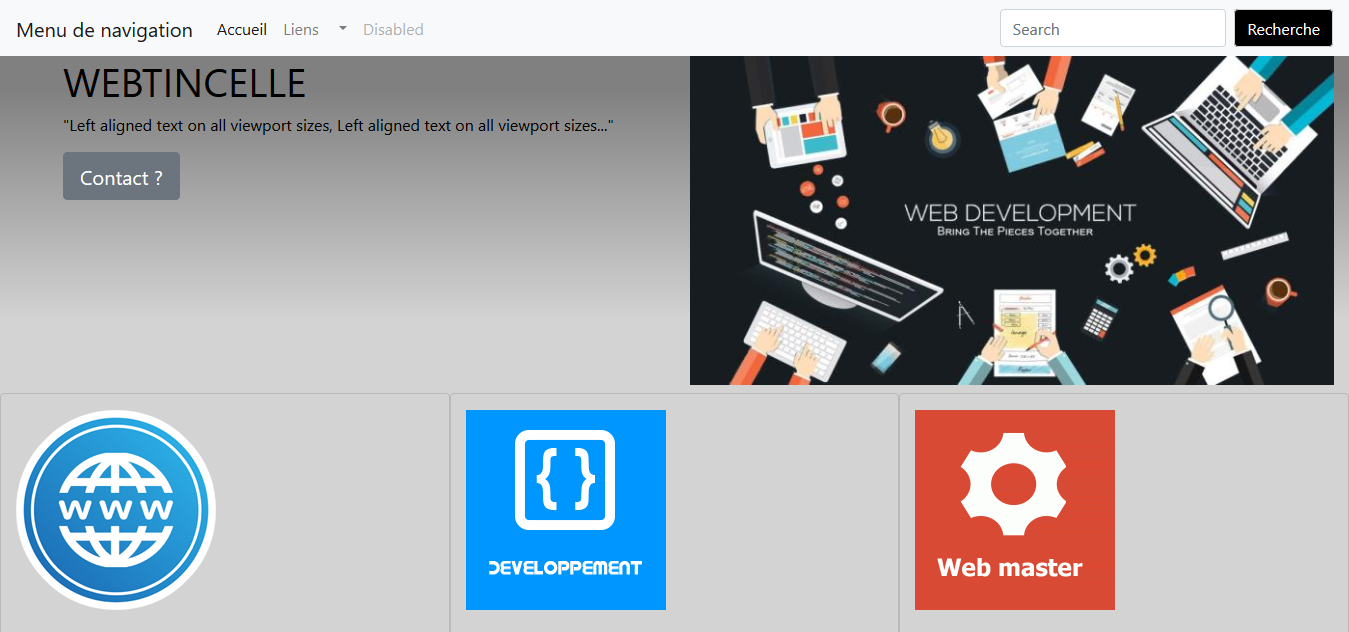 Menu de navigation Accueil Liens Disabled Search Recherche
WEBTINCELLE
"Left aligned text on all viewport sizes, Left aligned text on all viewport sizes..."
Contact ?
WEB DEVELOPMENT
BRING THE PIECES TOGETHER
WWW
DEVELOPPEMENT
Web master